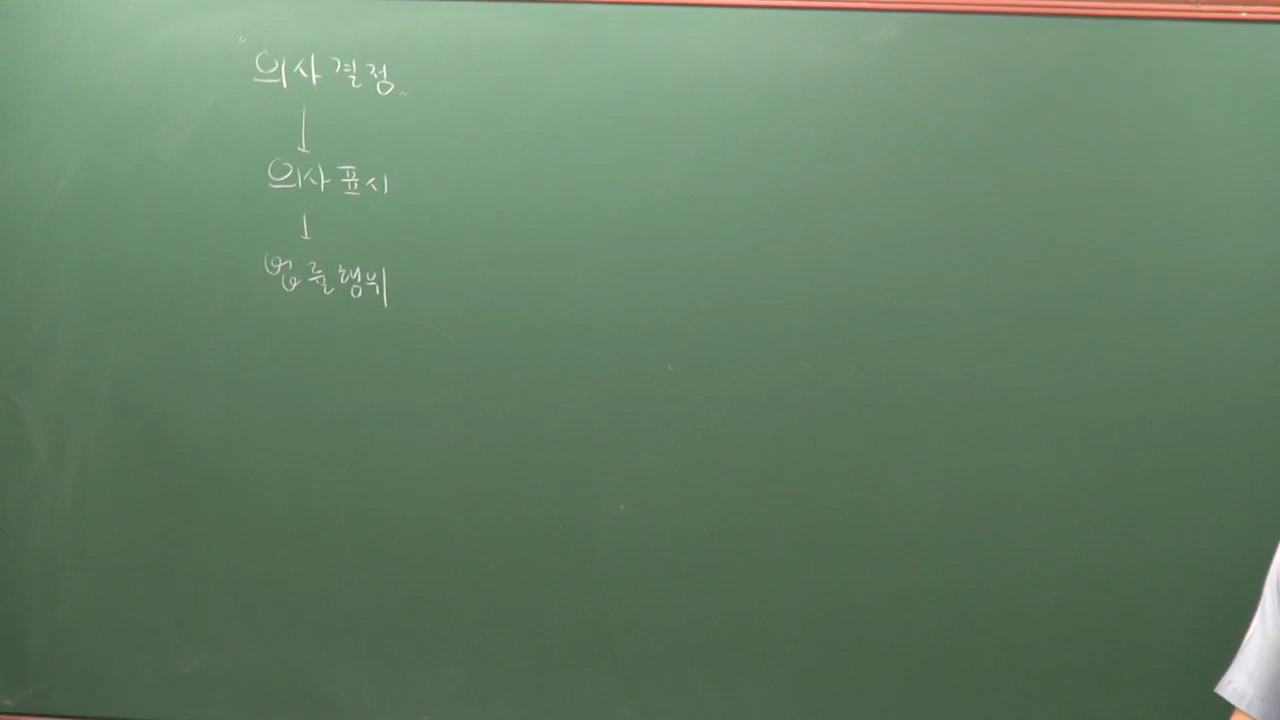 "의사결정"
↓
의사표시
↓
법률행위